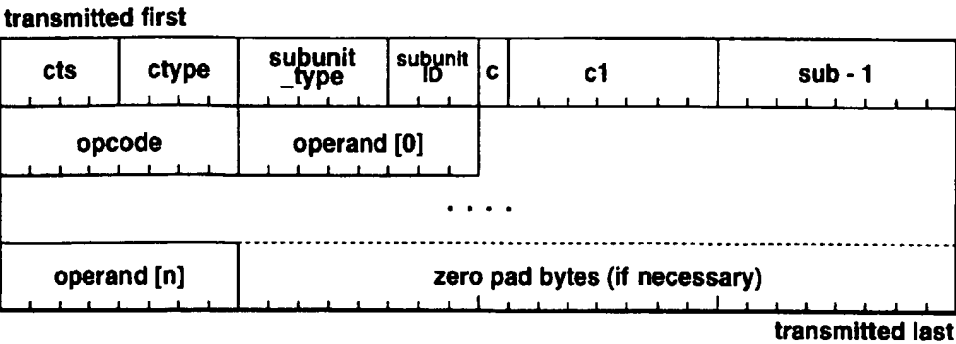 transmitted first
cts ctype subunit _type subunit ID c c1 sub - 1
opcode operand [0]
. . . .
operand [n] zero pad bytes (if necessary)
transmitted last